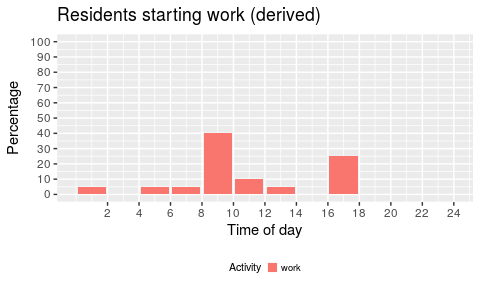 Residents starting work (derived)
100
90
80
70
60
50
40
30
20
10
0
Percentage
2 4 6 8 10 12 14 16 18 20 22 24
Time of day
Activity work